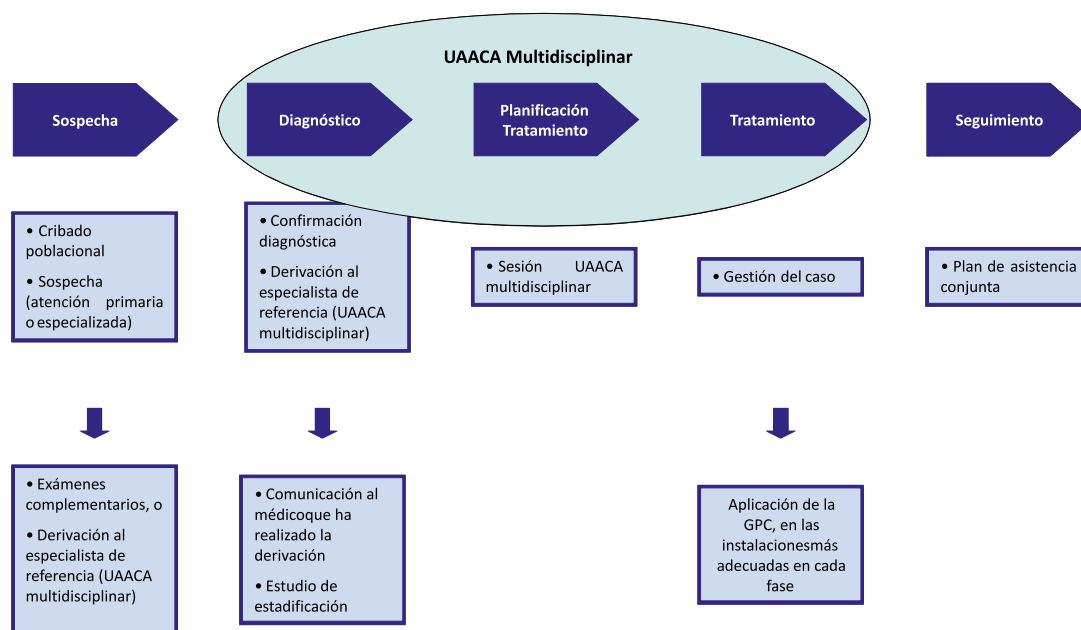 UAACA Multidisciplinar
Sospecha
Diagnóstico
Planificación
Tratamiento
Tratamiento
Seguimiento
• Cribado
poblacional
• Sospecha
(atención primaria
o especializada)
• Confirmación
diagnóstica
• Derivación al
especialista de
referencia (UAACA
multidisciplinar)
• Sesión UAACA
multidisciplinar
• Gestión del caso
• Plan de asistencia
conjunta
• Exámenes
complementarios, o
• Derivación al
especialista de
referencia (UAACA
multidisciplinar)
• Comunicación al
médicoque ha
realizado la
derivación
• Estudio de
estadificación
Aplicación de la
GPC, en las
instalacionesmás
adecuadas en cada
fase